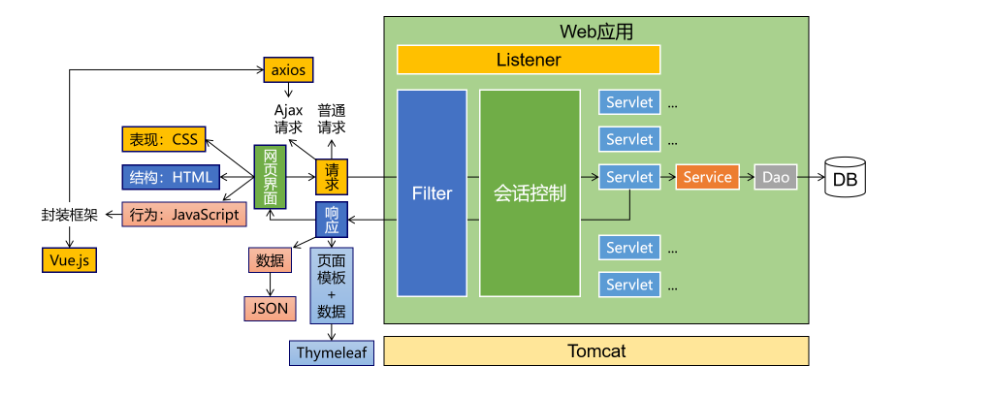 Web应用
Listener
axios
Ajax
请求
普通
请求
表现：CSS
结构：HTML
行为：JavaScript
封装框架
Vue.js
网页界面
请求
响应
数据
JSON
页面
模板
+
数据
Thymeleaf
Filter
会话控制
Servlet ...
Servlet ...
Servlet
Service
Dao
DB
Servlet ...
Servlet ...
Tomcat